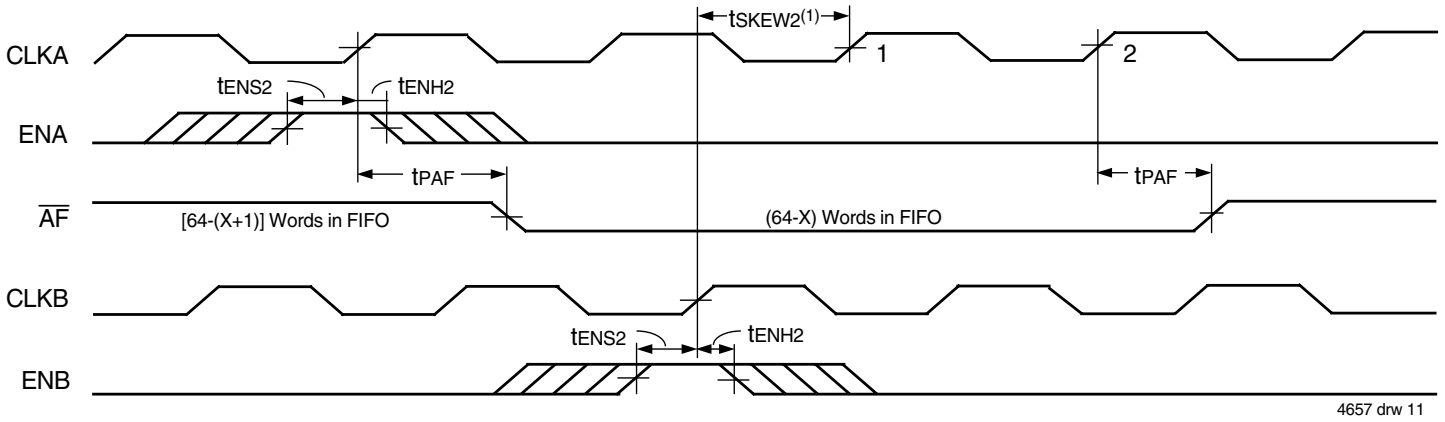 tSKEW2(1)
CLKA
1
2
tENS2
tENH2
ENA
tPAF
tPAF
AF
[64-(X+1)] Words in FIFO
(64-X) Words in FIFO
CLKB
tENS2
tENH2
ENB
4657 drw 11